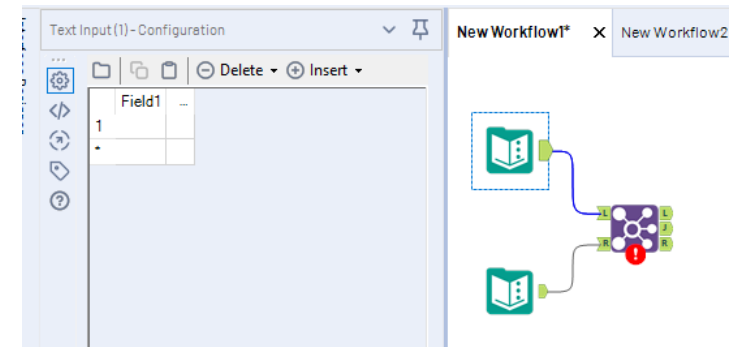 Text Input (1) - Configuration
New Workflow1* X New Workflow2
Delete Insert
Field1 ...
1
*
L L
J
R R